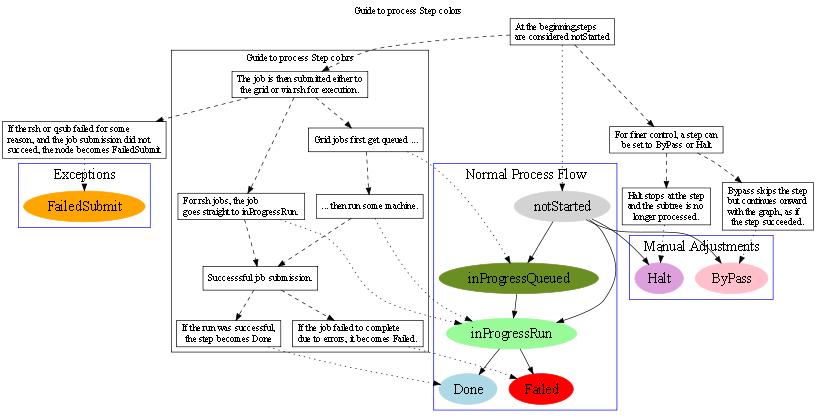 Guide to process Step colors
At the beginning,steps
are considered notStarted
Guide to process Step colors
The job is then submitted either to
the grid or via rsh for execution.
If the rsh or qsub failed for some
reason, and the job submission did not
succeed, the node becomes FailedSubmit
Grid jobs first get queued ...
For finer control, a step can
be set to ByPass or Halt.
Exceptions
FailedSubmit
For rsh jobs, the job
goes straight to inProgressRun.
... then run some machine.
Normal Process Flow
notStarted
Halt stops at the step
and the subtree is no
longer processed.
Bypass skips the step
but continues onward
with the graph, as if
the step succeeded.
Successful job submission.
inProgressQueued
Manual Adjustments
Halt
ByPass
If the run was successful,
the step becomes Done
If the job failed to complete
due to errors, it becomes Failed.
inProgressRun
Done
Failed